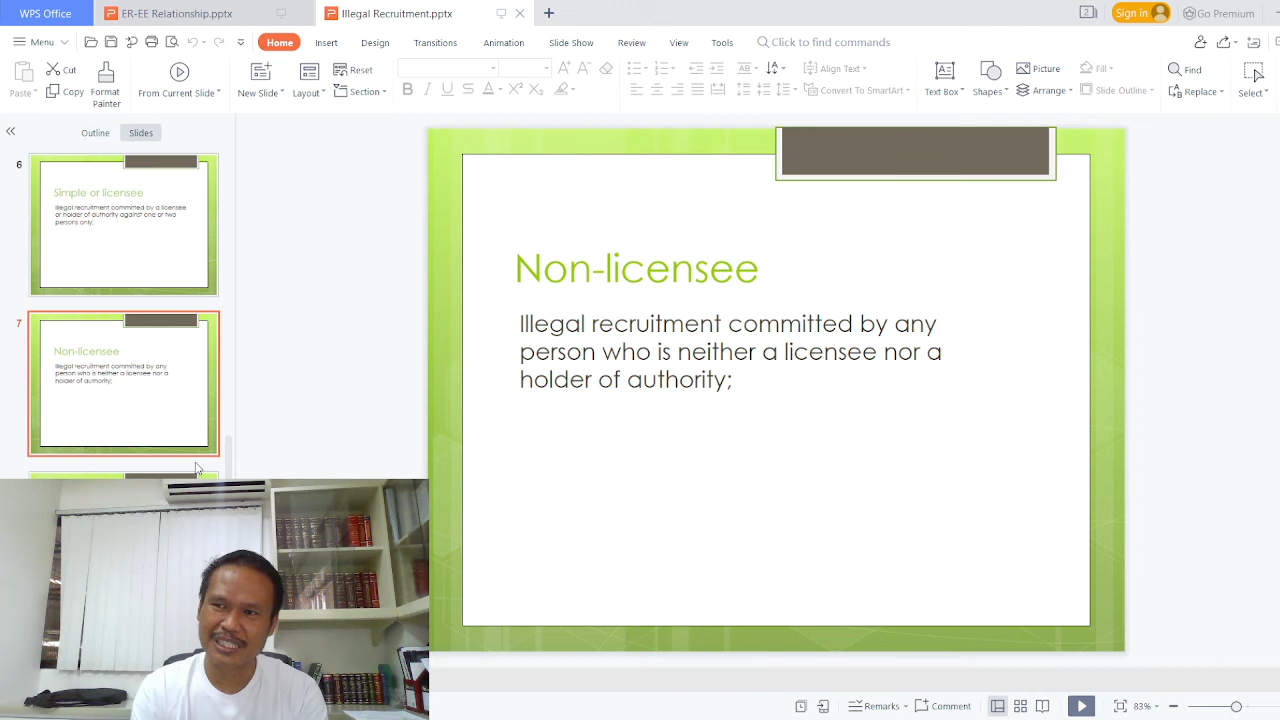 WPS Office
ER-EE Relationship.pptx
Illegal Recruitment.ppx
Sign in
Go Premium
Menu
Home
Insert
Design
Transitions
Animation
Slide Show
Review
View
Tools
Click to find commands
Cut
Copy
Format
Painter
From Current Slide
New Slide
Layout
Reset
Section
B I U S A X² X₂
AB
Align Text
Convert To SmartArt
Text Box
Shapes
Picture
Arrange
Fill
Slide Outline
Find
Replace
Select
Outline
Slides
6
Simple or licensee
Illegal recruitment committed by a licensee
or holder of authority against one or two
persons only;
7
Non-licensee
Illegal recruitment committed by any
person who is neither a licensee nor a
holder of authority;
Non-licensee
Illegal recruitment committed by any
person who is neither a licensee nor a
holder of authority;
Remarks
Comment
83%